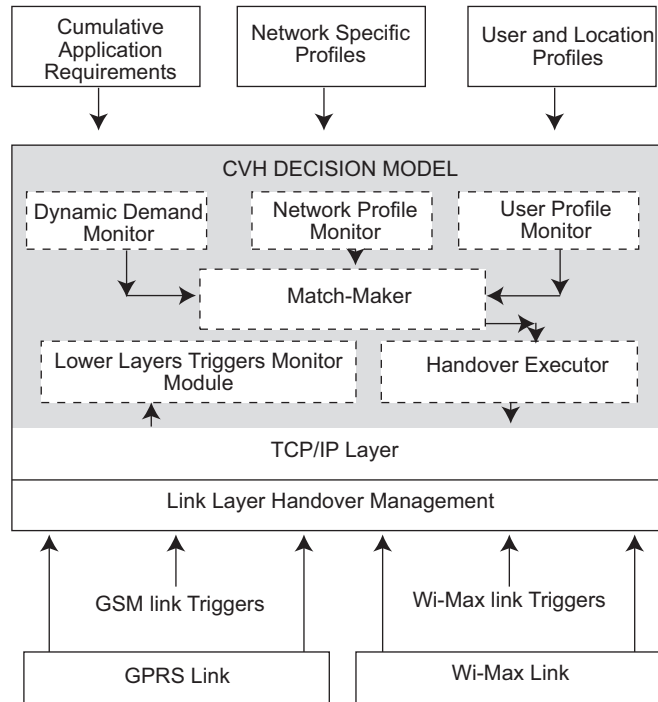 Cumulative
Application
Requirements
Network Specific
Profiles
User and Location
Profiles
CVH DECISION MODEL
Dynamic Demand
Monitor
Network Profile
Monitor
User Profile
Monitor
Match-Maker
Lower Layers Triggers Monitor
Module
Handover Executor
TCP/IP Layer
Link Layer Handover Management
GSM link Triggers
Wi-Max link Triggers
GPRS Link
Wi-Max Link